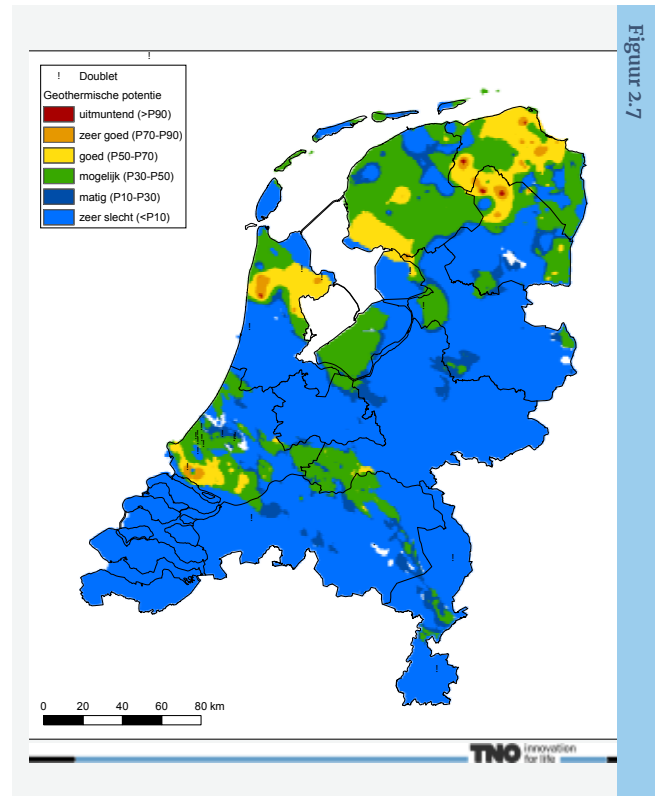 Figuur 2.7
!
! Doublet
Geothermische potentie
uitmuntend (>P90)
zeer goed (P70-P90)
goed (P50-P70)
mogelijk (P30-P50)
matig (P10-P30)
zeer slecht (<P10)
0 20 40 60 80 km
TNO innovation
for life